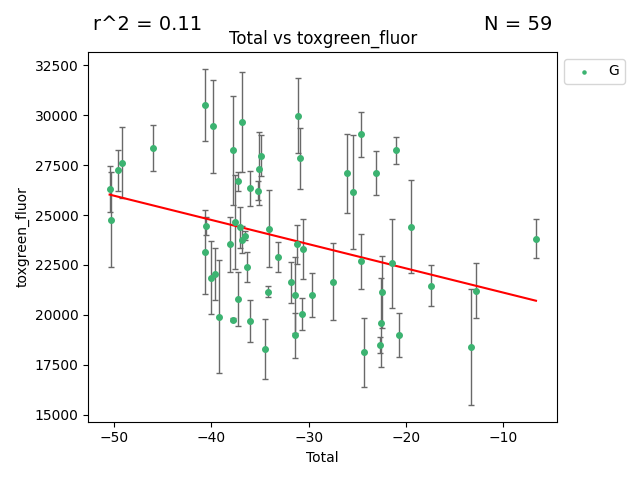 r^2 = 0.11
N = 59
Total vs toxgreen_fluor
G
toxgreen_fluor
32500
30000
27500
25000
22500
20000
17500
15000
−50
−40
−30
−20
−10
Total